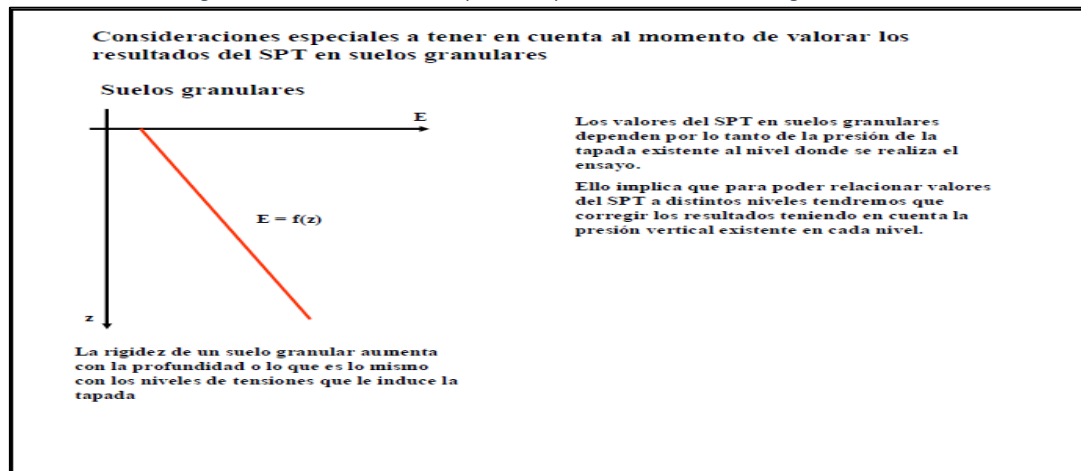 Consideraciones especiales a tener en cuenta al momento de valorar los
resultados del SPT en suelos granulares
Suelos granulares
E
E = f(z)
z
La rigidez de un suelo granular aumenta
con la profundidad o lo que es lo mismo
con los niveles de tensiones que le induce la
tapada
Los valores del SPT en suelos granulares
dependen por lo tanto de la presión de la
tapada existente al nivel donde se realiza el
ensayo.
Ello implica que para poder relacionar valores
del SPT a distintos niveles tendremos que
corregir los resultados teniendo en cuenta la
presión vertical existente en cada nivel.